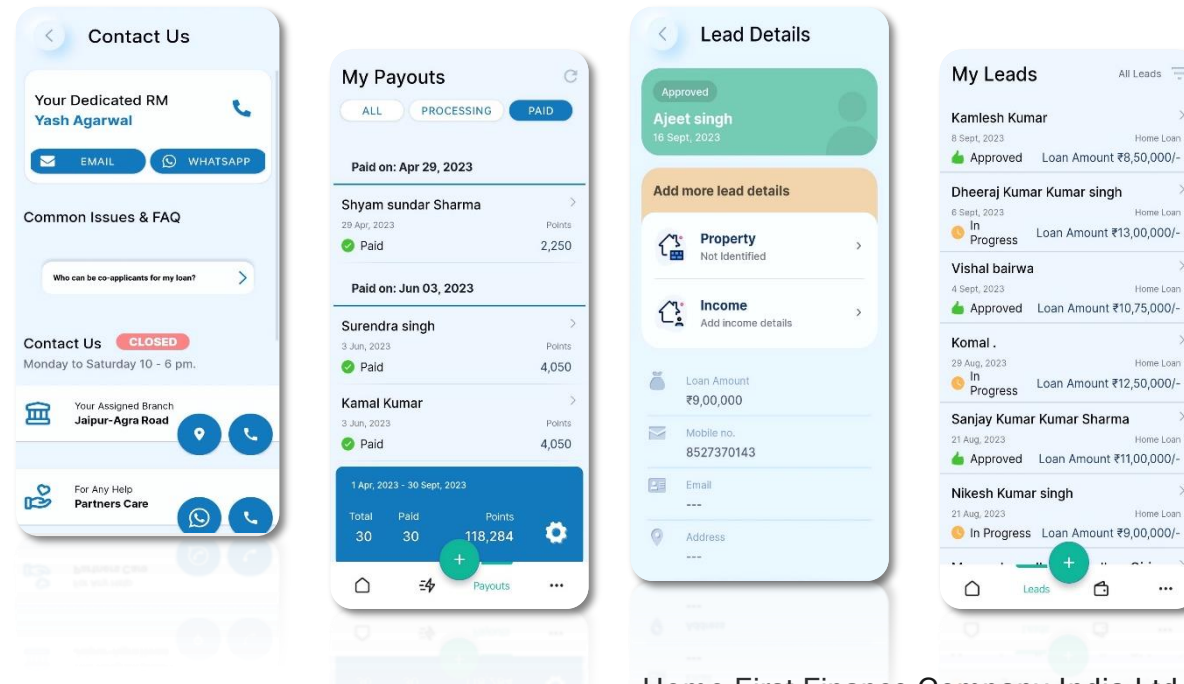 Contact Us
Your Dedicated RM
Yash Agarwal
EMAIL
WHATSAPP
Common Issues & FAQ
Who can be co-applicants for my loan?
Contact Us CLOSED
Monday to Saturday 10 - 6 pm.
Your Assigned Branch
Jaipur-Agra Road
For Any Help
Partners Care
My Payouts
ALL PROCESSING PAID
Paid on: Apr 29, 2023
Shyam sundar Sharma
29 Apr, 2023 Points
Paid 2,250
Paid on: Jun 03, 2023
Surendra singh
3 Jun, 2023 Points
Paid 4,050
Kamal Kumar
3 Jun, 2023 Points
Paid 4,050
1 Apr, 2023 - 30 Sept, 2023
Total Paid Points
30 30 118,284
+
Payouts
Lead Details
Approved
Ajeet singh
16 Sept, 2023
Add more lead details
Property
Not Identified
Income
Add income details
Loan Amount
₹9,00,000
Mobile no.
8527370143
Email
---
Address
---
My Leads All Leads
Kamlesh Kumar
8 Sept, 2023 Home Loan
Approved Loan Amount ₹8,50,000/-
Dheeraj Kumar Kumar singh
6 Sept, 2023 Home Loan
In
Progress Loan Amount ₹13,00,000/-
Vishal bairwa
4 Sept, 2023 Home Loan
Approved Loan Amount ₹10,75,000/-
Komal .
29 Aug, 2023 Home Loan
In
Progress Loan Amount ₹12,50,000/-
Sanjay Kumar Kumar Sharma
21 Aug, 2023 Home Loan
Approved Loan Amount ₹11,00,000/-
Nikesh Kumar singh
21 Aug, 2023 Home Loan
In Progress Loan Amount ₹9,00,000/-
+
Leads
Home First Finance Company India Ltd